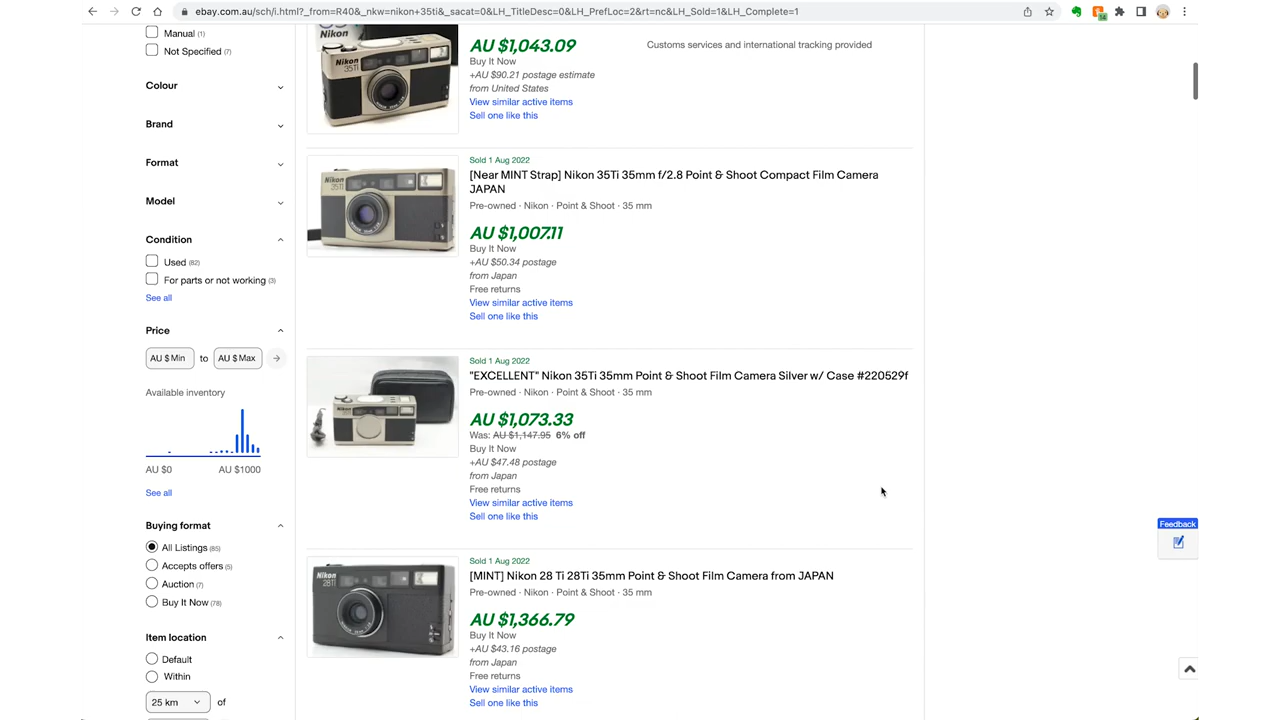 ebay.com.au/sch/i.html?_from=R40&_nkw=nikon+35ti&_sacat=0&LH_TitleDesc=0&LH_PrefLoc=2&rt=nc&LH_Sold=1&LH_Complete=1
14
Manual (1)
Not Specified (7)
Colour
Brand
Format
Model
Condition
Used (82)
For parts or not working (3)
See all
Price
AU $ Min to AU $ Max
Available inventory
AU $0 AU $1000
See all
Buying format
All Listings (85)
Accepts offers (5)
Auction (7)
Buy It Now (78)
Item location
Default
Within
25 km of
Nikon
35Ti
AU $1,043.09
Customs services and international tracking provided
Buy It Now
+AU $90.21 postage estimate
from United States
View similar active items
Sell one like this
Nikon
35Ti
Sold 1 Aug 2022
[Near MINT Strap] Nikon 35Ti 35mm f/2.8 Point & Shoot Compact Film Camera
JAPAN
Pre-owned · Nikon · Point & Shoot · 35 mm
AU $1,007.11
Buy It Now
+AU $50.34 postage
from Japan
Free returns
View similar active items
Sell one like this
Sold 1 Aug 2022
"EXCELLENT" Nikon 35Ti 35mm Point & Shoot Film Camera Silver w/ Case #220529f
Pre-owned · Nikon · Point & Shoot · 35 mm
AU $1,073.33
Was: AU $1,147.95 6% off
Buy It Now
+AU $47.48 postage
from Japan
Free returns
View similar active items
Sell one like this
Nikon
28Ti
Sold 1 Aug 2022
[MINT] Nikon 28 Ti 28Ti 35mm Point & Shoot Film Camera from JAPAN
Pre-owned · Nikon · Point & Shoot · 35 mm
AU $1,366.79
Buy It Now
+AU $43.16 postage
from Japan
Free returns
View similar active items
Sell one like this
Feedback